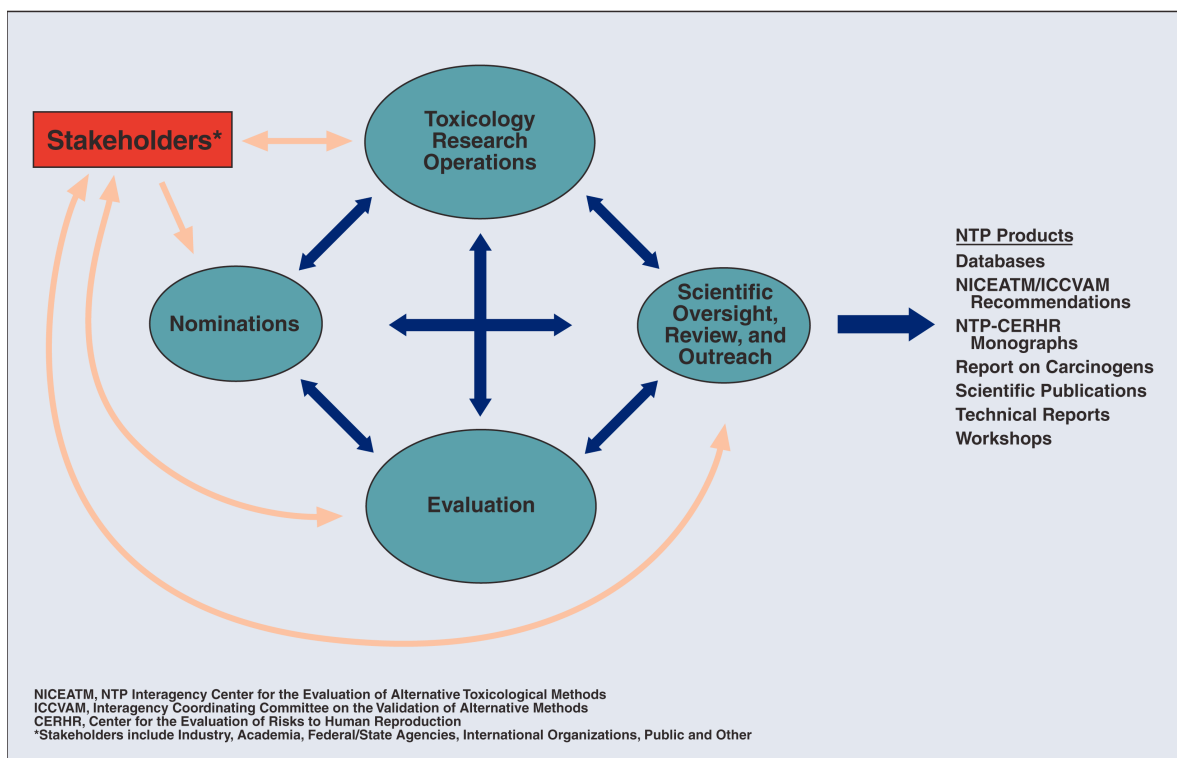 Toxicology
Research
Operations
Stakeholders*
Nominations
Scientific
Oversight,
Review, and
Outreach
Evaluation
NTP Products
Databases
NICEATM/ICCVAM
Recommendations
NTP-CERHR
Monographs
Report on Carcinogens
Scientific Publications
Technical Reports
Workshops
NICEATM, NTP Interagency Center for the Evaluation of Alternative Toxicological Methods
ICCVAM, Interagency Coordinating Committee on the Validation of Alternative Methods
CERHR, Center for the Evaluation of Risks to Human Reproduction
*Stakeholders include Industry, Academia, Federal/State Agencies, International Organizations, Public and Other